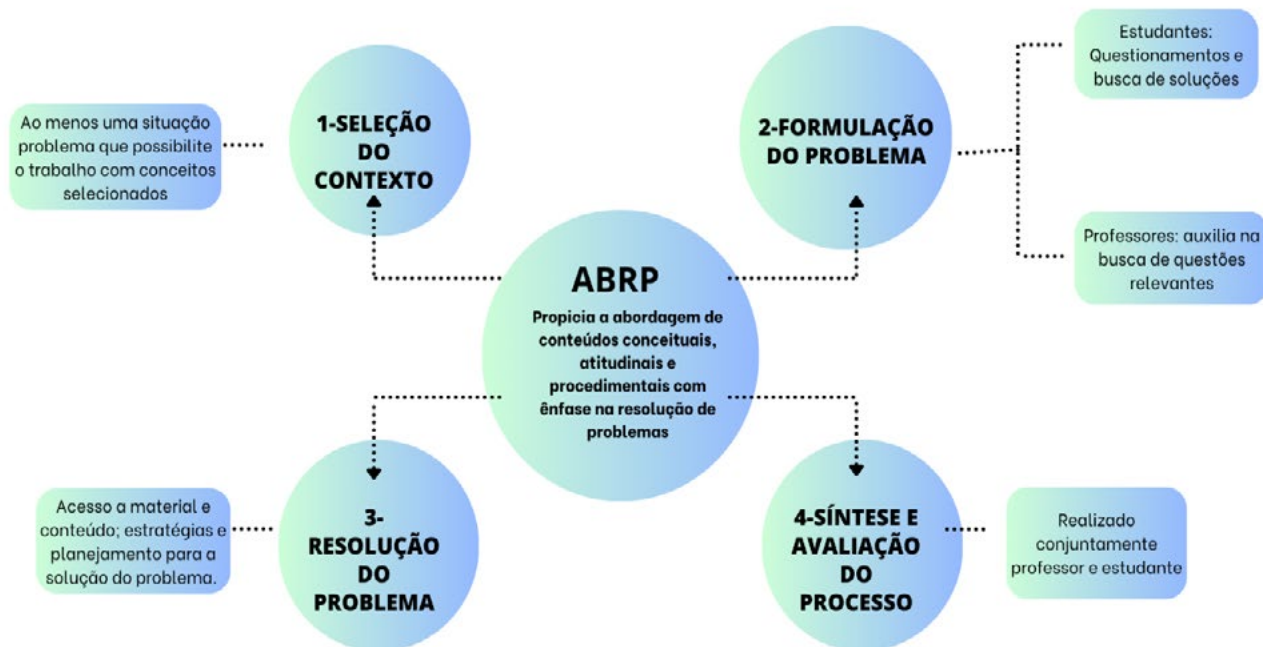 Ao menos uma situação
problema que possibilite
o trabalho com conceitos
selecionados
1-SELEÇÃO
DO
CONTEXTO
2-FORMULAÇÃO
DO PROBLEMA
Estudantes:
Questionamentos e
busca de soluções
Professores: auxilia na
busca de questões
relevantes
ABRP
Propicia a abordagem de
conteúdos conceituais,
atitudinais e
procedimentais com
ênfase na resolução de
problemas
Acesso a material e
conteúdo; estratégias e
planejamento para a
solução do problema.
3-
RESOLUÇÃO
DO
PROBLEMA
4-SÍNTESE E
AVALIAÇÃO
DO
PROCESSO
Realizado
conjuntamente
professor e estudante